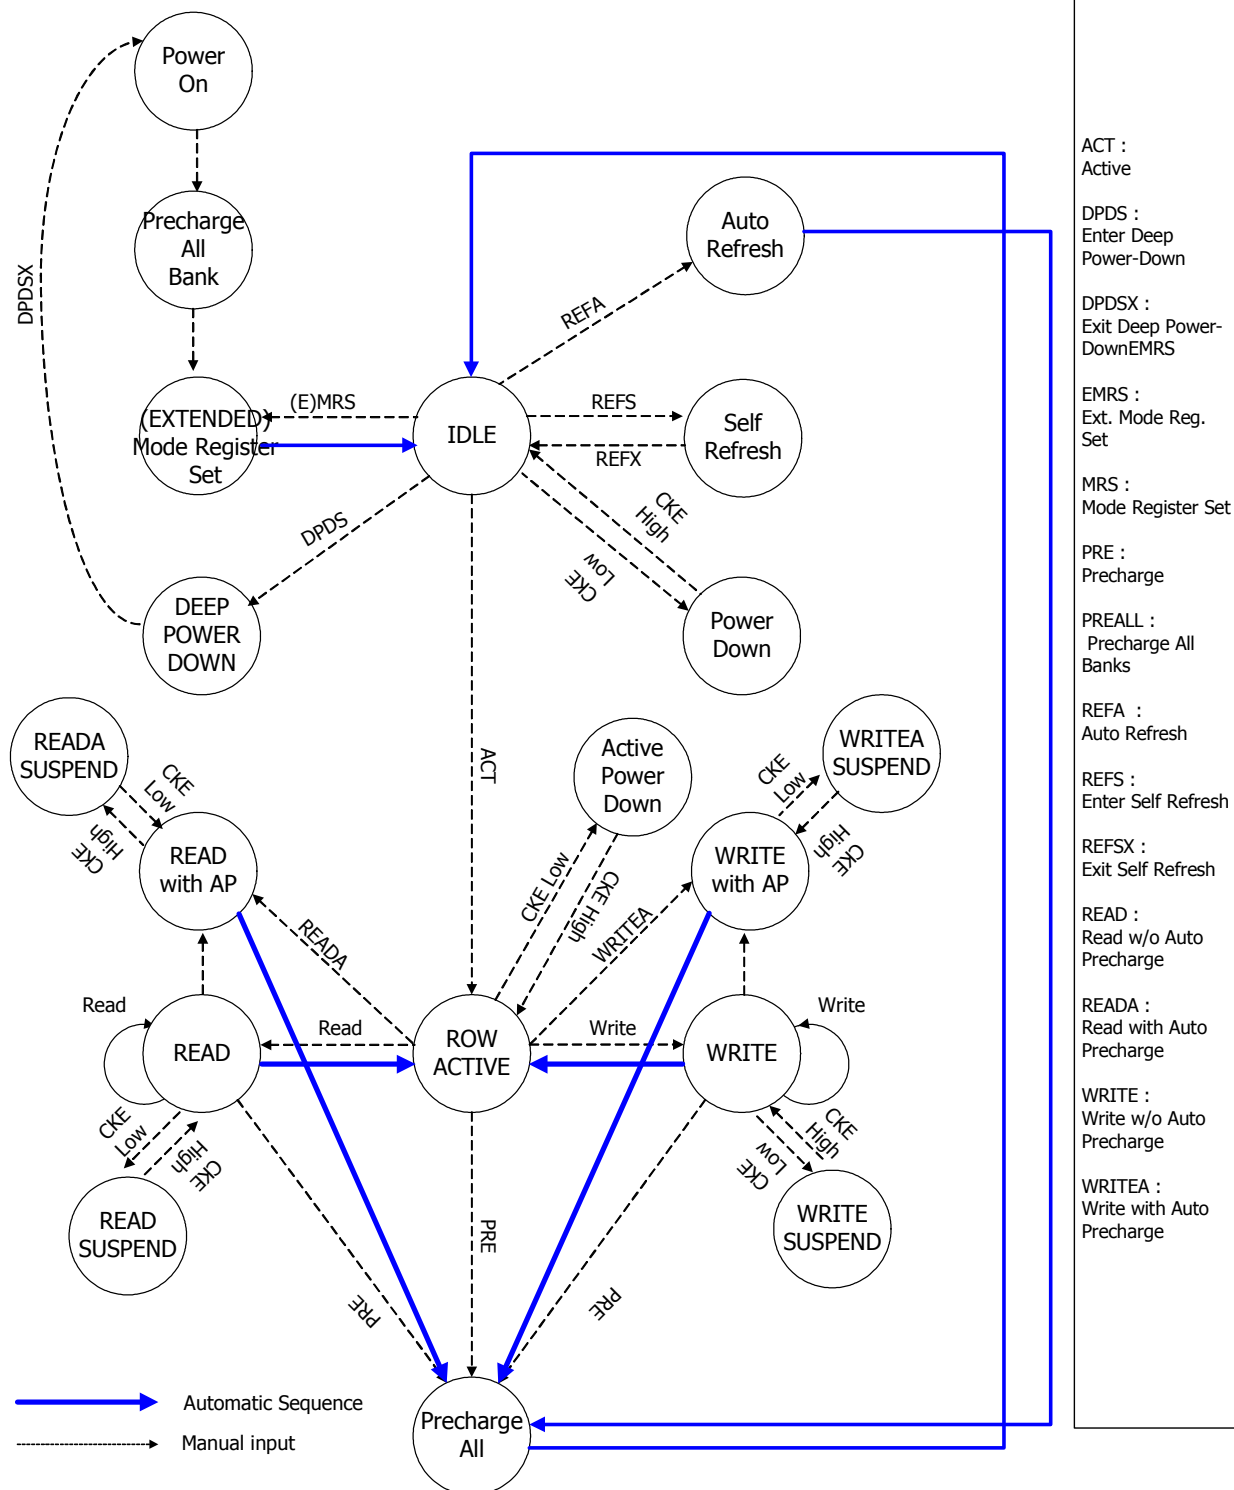 Power
On
DPDSX
Precharge
All
Bank
Auto
Refresh
REFA
(EXTENDED)
Mode Register
Set
(E)MRS
IDLE
REFS
REFX
Self
Refresh
DPDS
CKE
High
CKE
Low
DEEP
POWER
DOWN
Power
Down
READA
SUSPEND
CKE
Low
CKE
High
ACT
Active
Power
Down
WRITEA
SUSPEND
CKE
Low
CKE
High
READ
with AP
WRITE
with AP
CKE Low
CKE High
READA
WRITEA
Read
READ
Read
ROW
ACTIVE
Write
WRITE
Write
CKE
Low
CKE
High
CKE
High
CKE
Low
READ
SUSPEND
WRITE
SUSPEND
PRE
PRE
PRE
Precharge
All
Automatic Sequence
Manual input
ACT :
Active
DPDS :
Enter Deep
Power-Down
DPDSX :
Exit Deep Power-
DownEMRS
EMRS :
Ext. Mode Reg.
Set
MRS :
Mode Register Set
PRE :
Precharge
PREALL :
Precharge All
Banks
REFA :
Auto Refresh
REFS :
Enter Self Refresh
REFSX :
Exit Self Refresh
READ :
Read w/o Auto
Precharge
READA :
Read with Auto
Precharge
WRITE :
Write w/o Auto
Precharge
WRITEA :
Write with Auto
Precharge